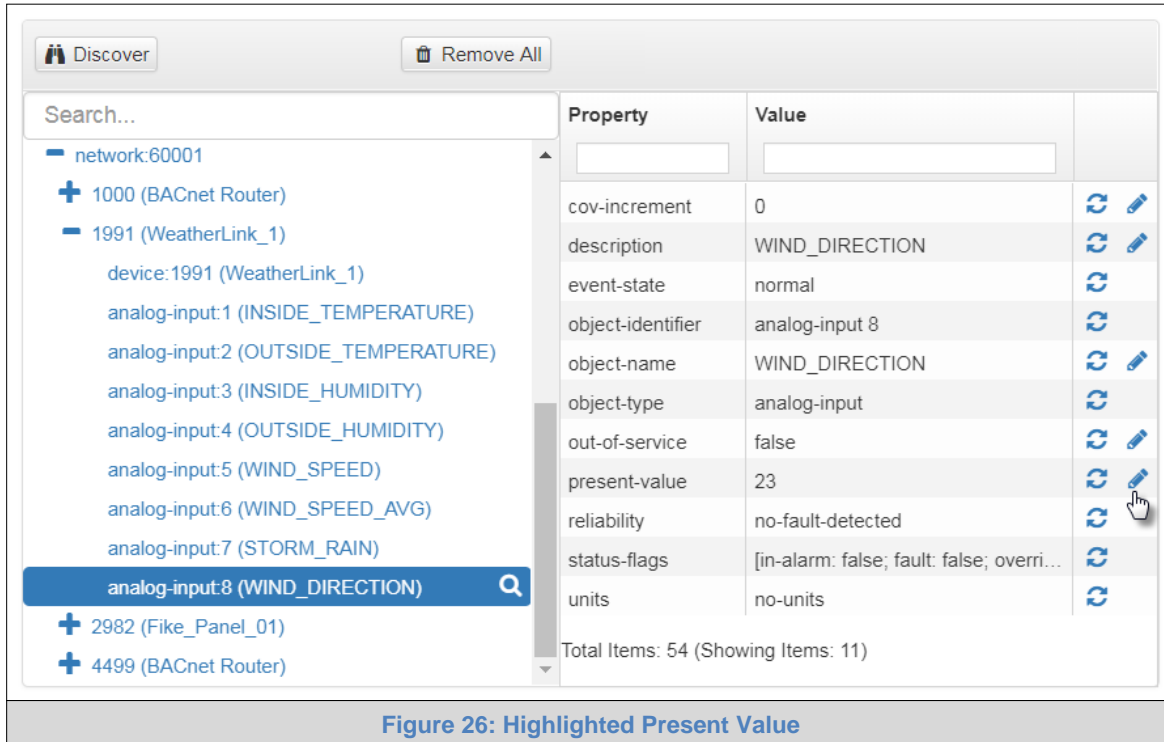 Discover
Remove All
Search...
network:60001
1000 (BACnet Router)
1991 (WeatherLink_1)
device:1991 (WeatherLink_1)
analog-input:1 (INSIDE_TEMPERATURE)
analog-input:2 (OUTSIDE_TEMPERATURE)
analog-input:3 (INSIDE_HUMIDITY)
analog-input:4 (OUTSIDE_HUMIDITY)
analog-input:5 (WIND_SPEED)
analog-input:6 (WIND_SPEED_AVG)
analog-input:7 (STORM_RAIN)
analog-input:8 (WIND_DIRECTION)
2982 (Fike_Panel_01)
4499 (BACnet Router)
Property Value
cov-increment 0
description WIND_DIRECTION
event-state normal
object-identifier analog-input 8
object-name WIND_DIRECTION
object-type analog-input
out-of-service false
present-value 23
reliability no-fault-detected
status-flags [in-alarm: false; fault: false; overri...
units no-units
Total Items: 54 (Showing Items: 11)
Figure 26: Highlighted Present Value